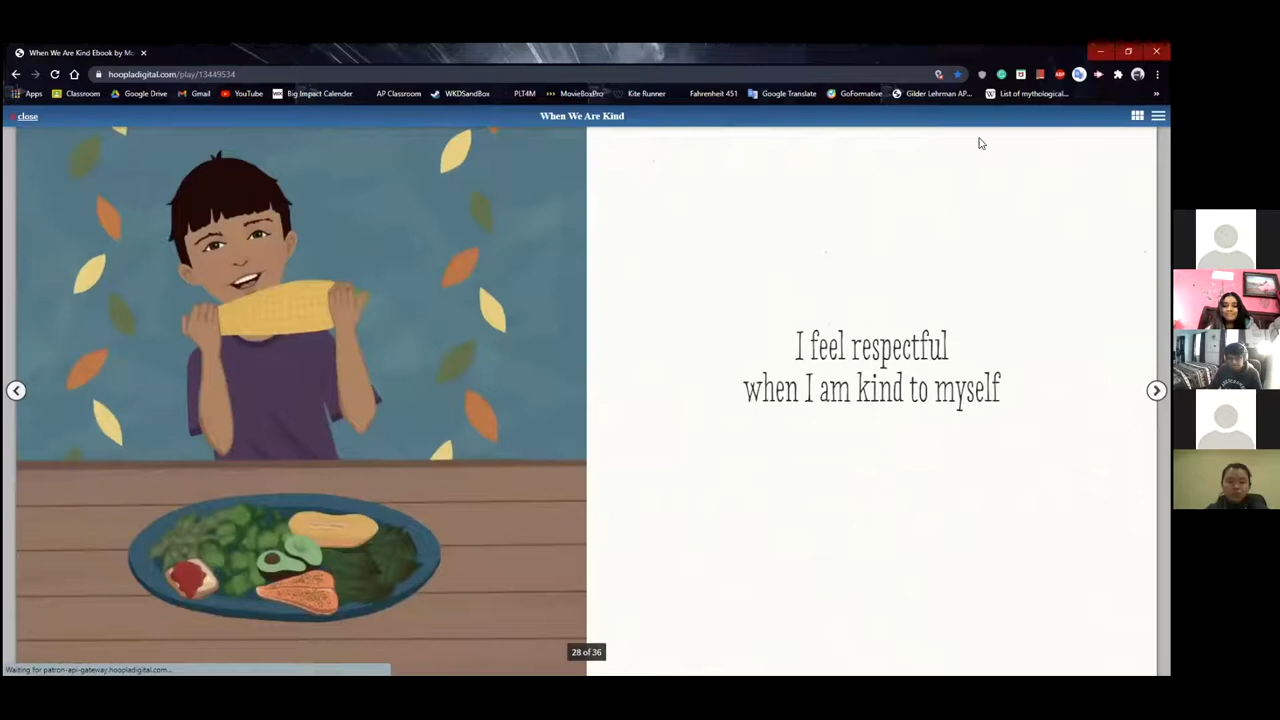 When We Are Kind Ebook by Mo
hoopladigital.com/play/13449534
Apps Classroom Google Drive Gmail YouTube Big Impact Calender AP Classroom WKDSandBox PLT4M MovieBoxPro Kite Runner Fahrenheit 451 Google Translate GoFormative Gilder Lehrman AP... List of mythological...
close When We Are Kind
I feel respectful
when I am kind to myself
28 of 36
Waiting for patron-api-gateway.hoopladigital.com...